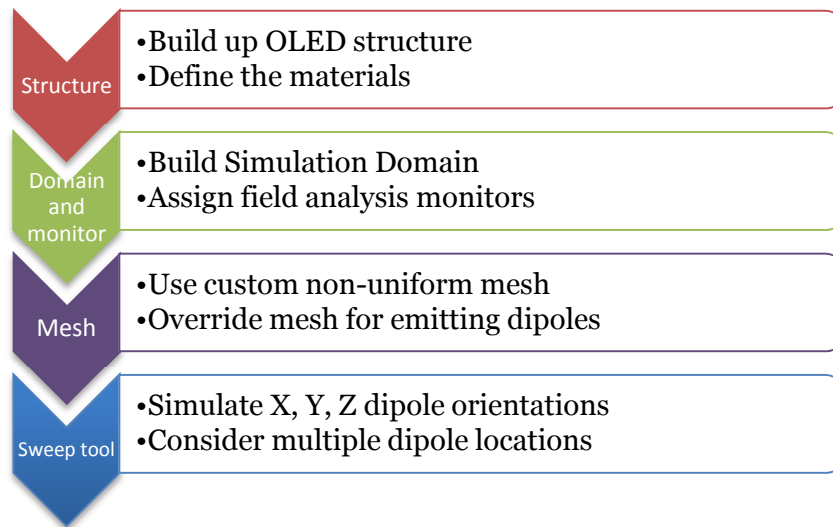 Structure
•Build up OLED structure
•Define the materials
Domain
and
monitor
•Build Simulation Domain
•Assign field analysis monitors
Mesh
•Use custom non-uniform mesh
•Override mesh for emitting dipoles
Sweep tool
•Simulate X, Y, Z dipole orientations
•Consider multiple dipole locations